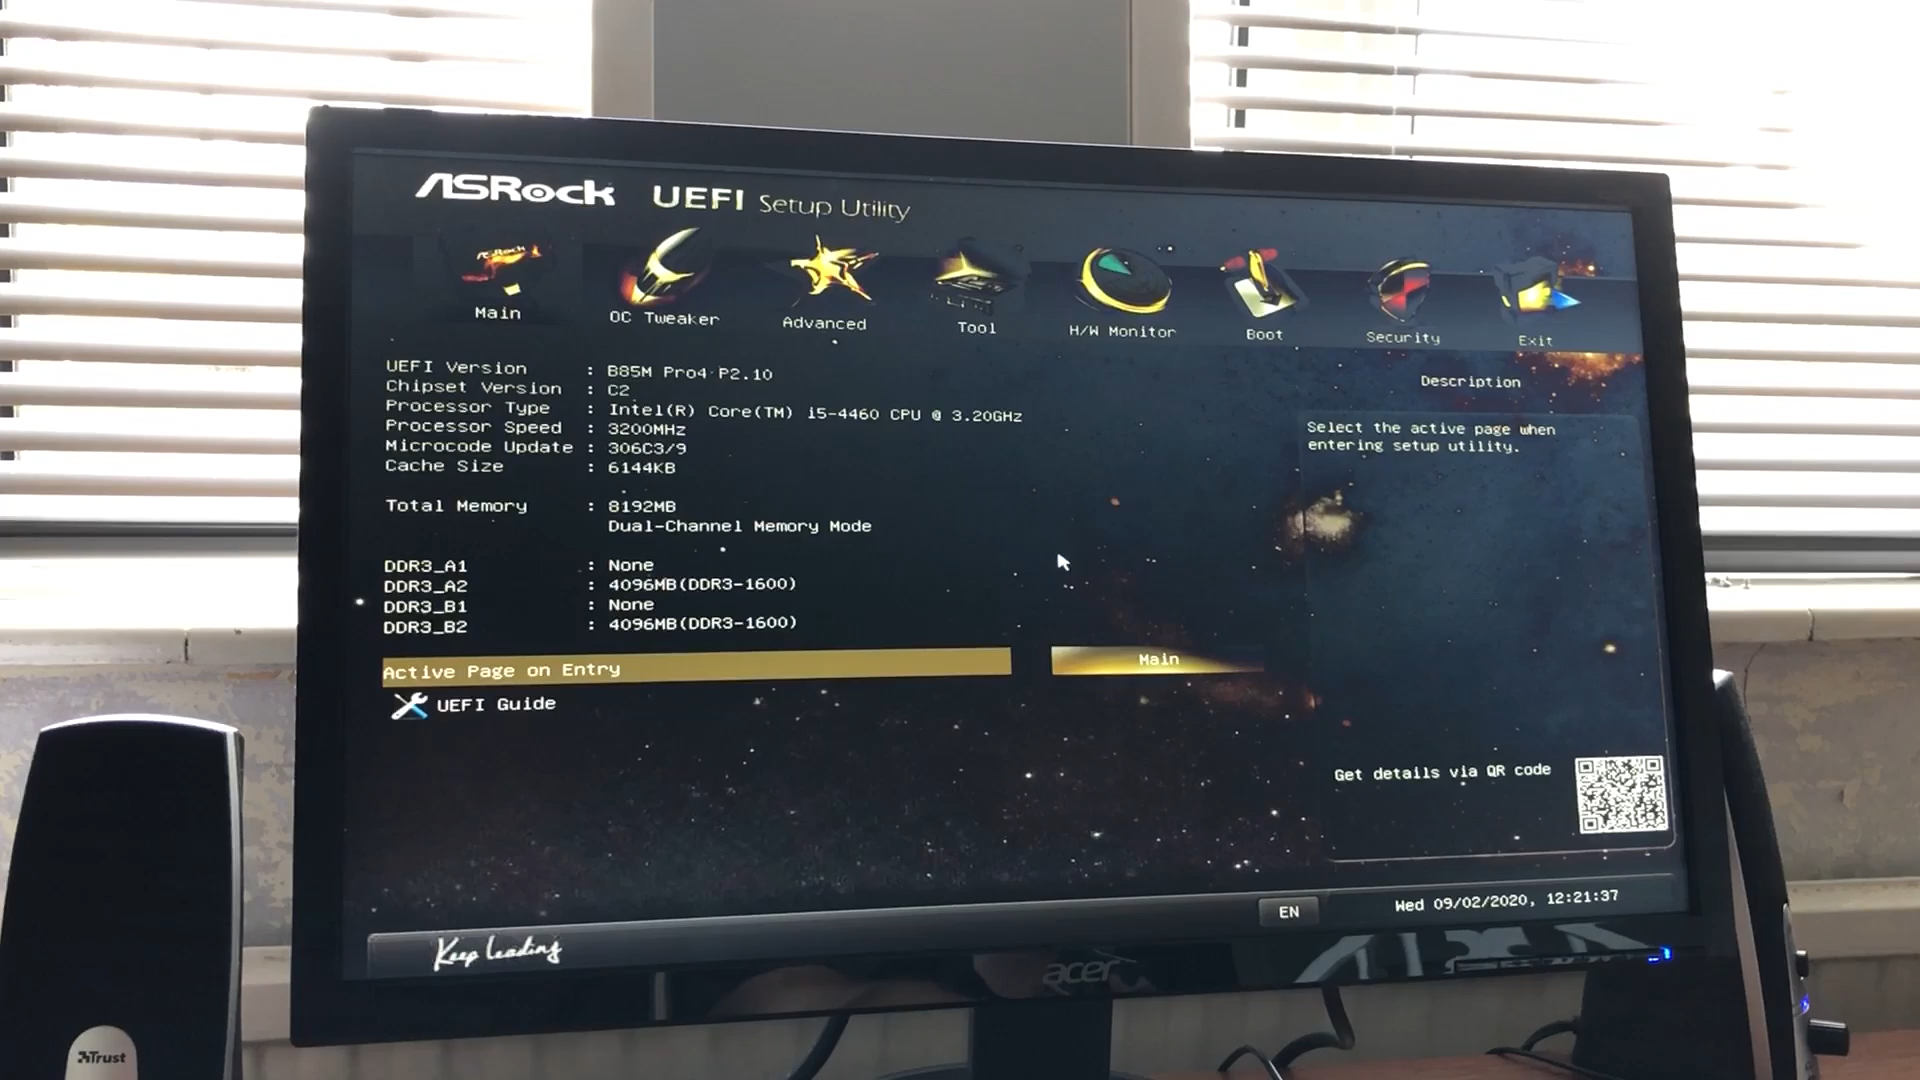 ASRock UEFI Setup Utility
Main OC Tweaker Advanced Tool H/W Monitor Boot Security Exit
UEFI Version : B85M Pro4 P2.10
Chipset Version : C2
Processor Type : Intel(R) Core(TM) i5-4460 CPU @ 3.20GHz
Processor Speed : 3200MHz
Microcode Update : 306C3/9
Cache Size : 6144KB
Total Memory : 8192MB
Dual-Channel Memory Mode
DDR3_A1 : None
DDR3_A2 : 4096MB(DDR3-1600)
DDR3_B1 : None
DDR3_B2 : 4096MB(DDR3-1600)
Active Page on Entry Main
UEFI Guide
Description
Select the active page when
entering setup utility.
Get details via QR code
EN
Wed 09/02/2020, 12:21:37
Keep Leading
acer
Trust